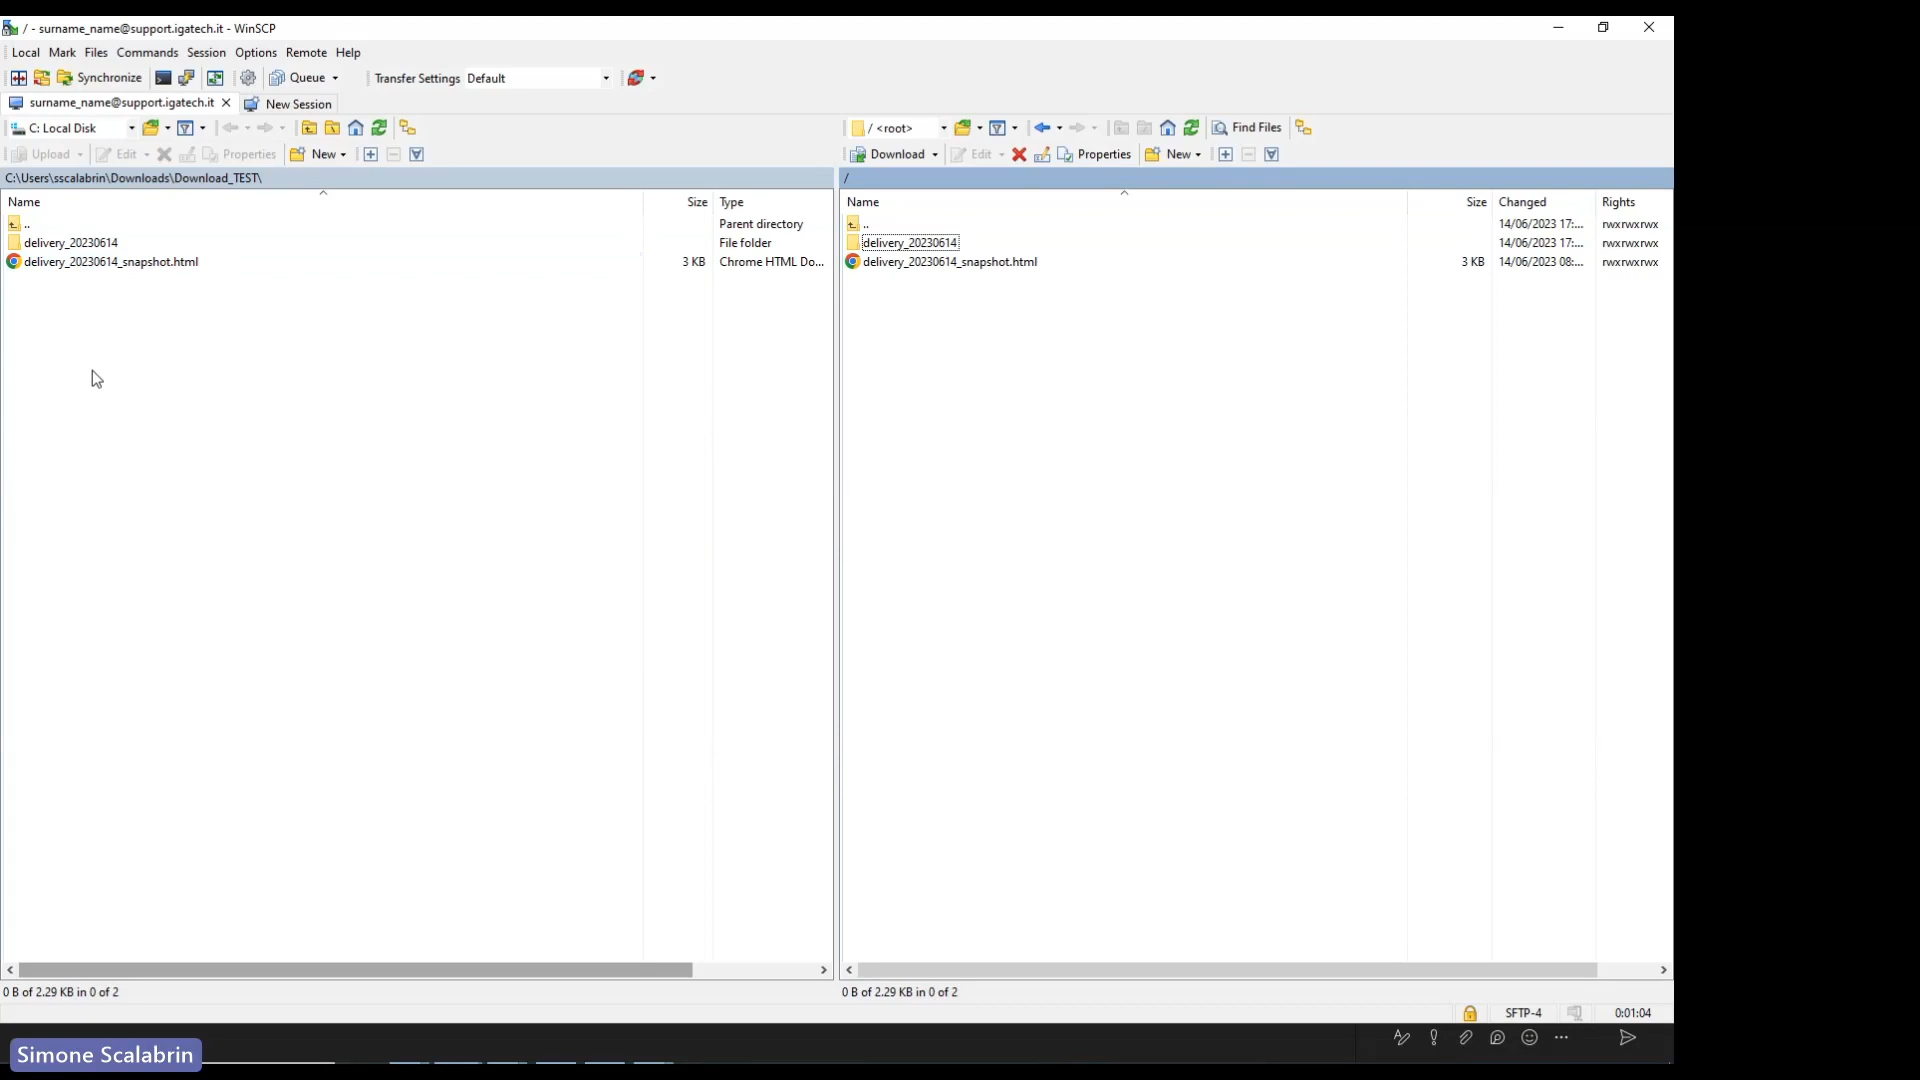 / - surname_name@support.igatech.it - WinSCP
Local Mark Files Commands Session Options Remote Help
Synchronize Queue Transfer Settings Default
surname_name@support.igatech.it New Session
C: Local Disk / <root> Find Files
Upload Edit Properties New Download Edit Properties New
C:\Users\sscalabrin\Downloads\Download_TEST\ /
Name Size Type Name Size Changed Rights
.. Parent directory .. 14/06/2023 17:... rwxrwxrwx
delivery_20230614 File folder delivery_20230614 14/06/2023 17:... rwxrwxrwx
delivery_20230614_snapshot.html 3 KB Chrome HTML Do... delivery_20230614_snapshot.html 3 KB 14/06/2023 08:... rwxrwxrwx
0 B of 2.29 KB in 0 of 2 0 B of 2.29 KB in 0 of 2
SFTP-4 0:01:04
Simone Scalabrin